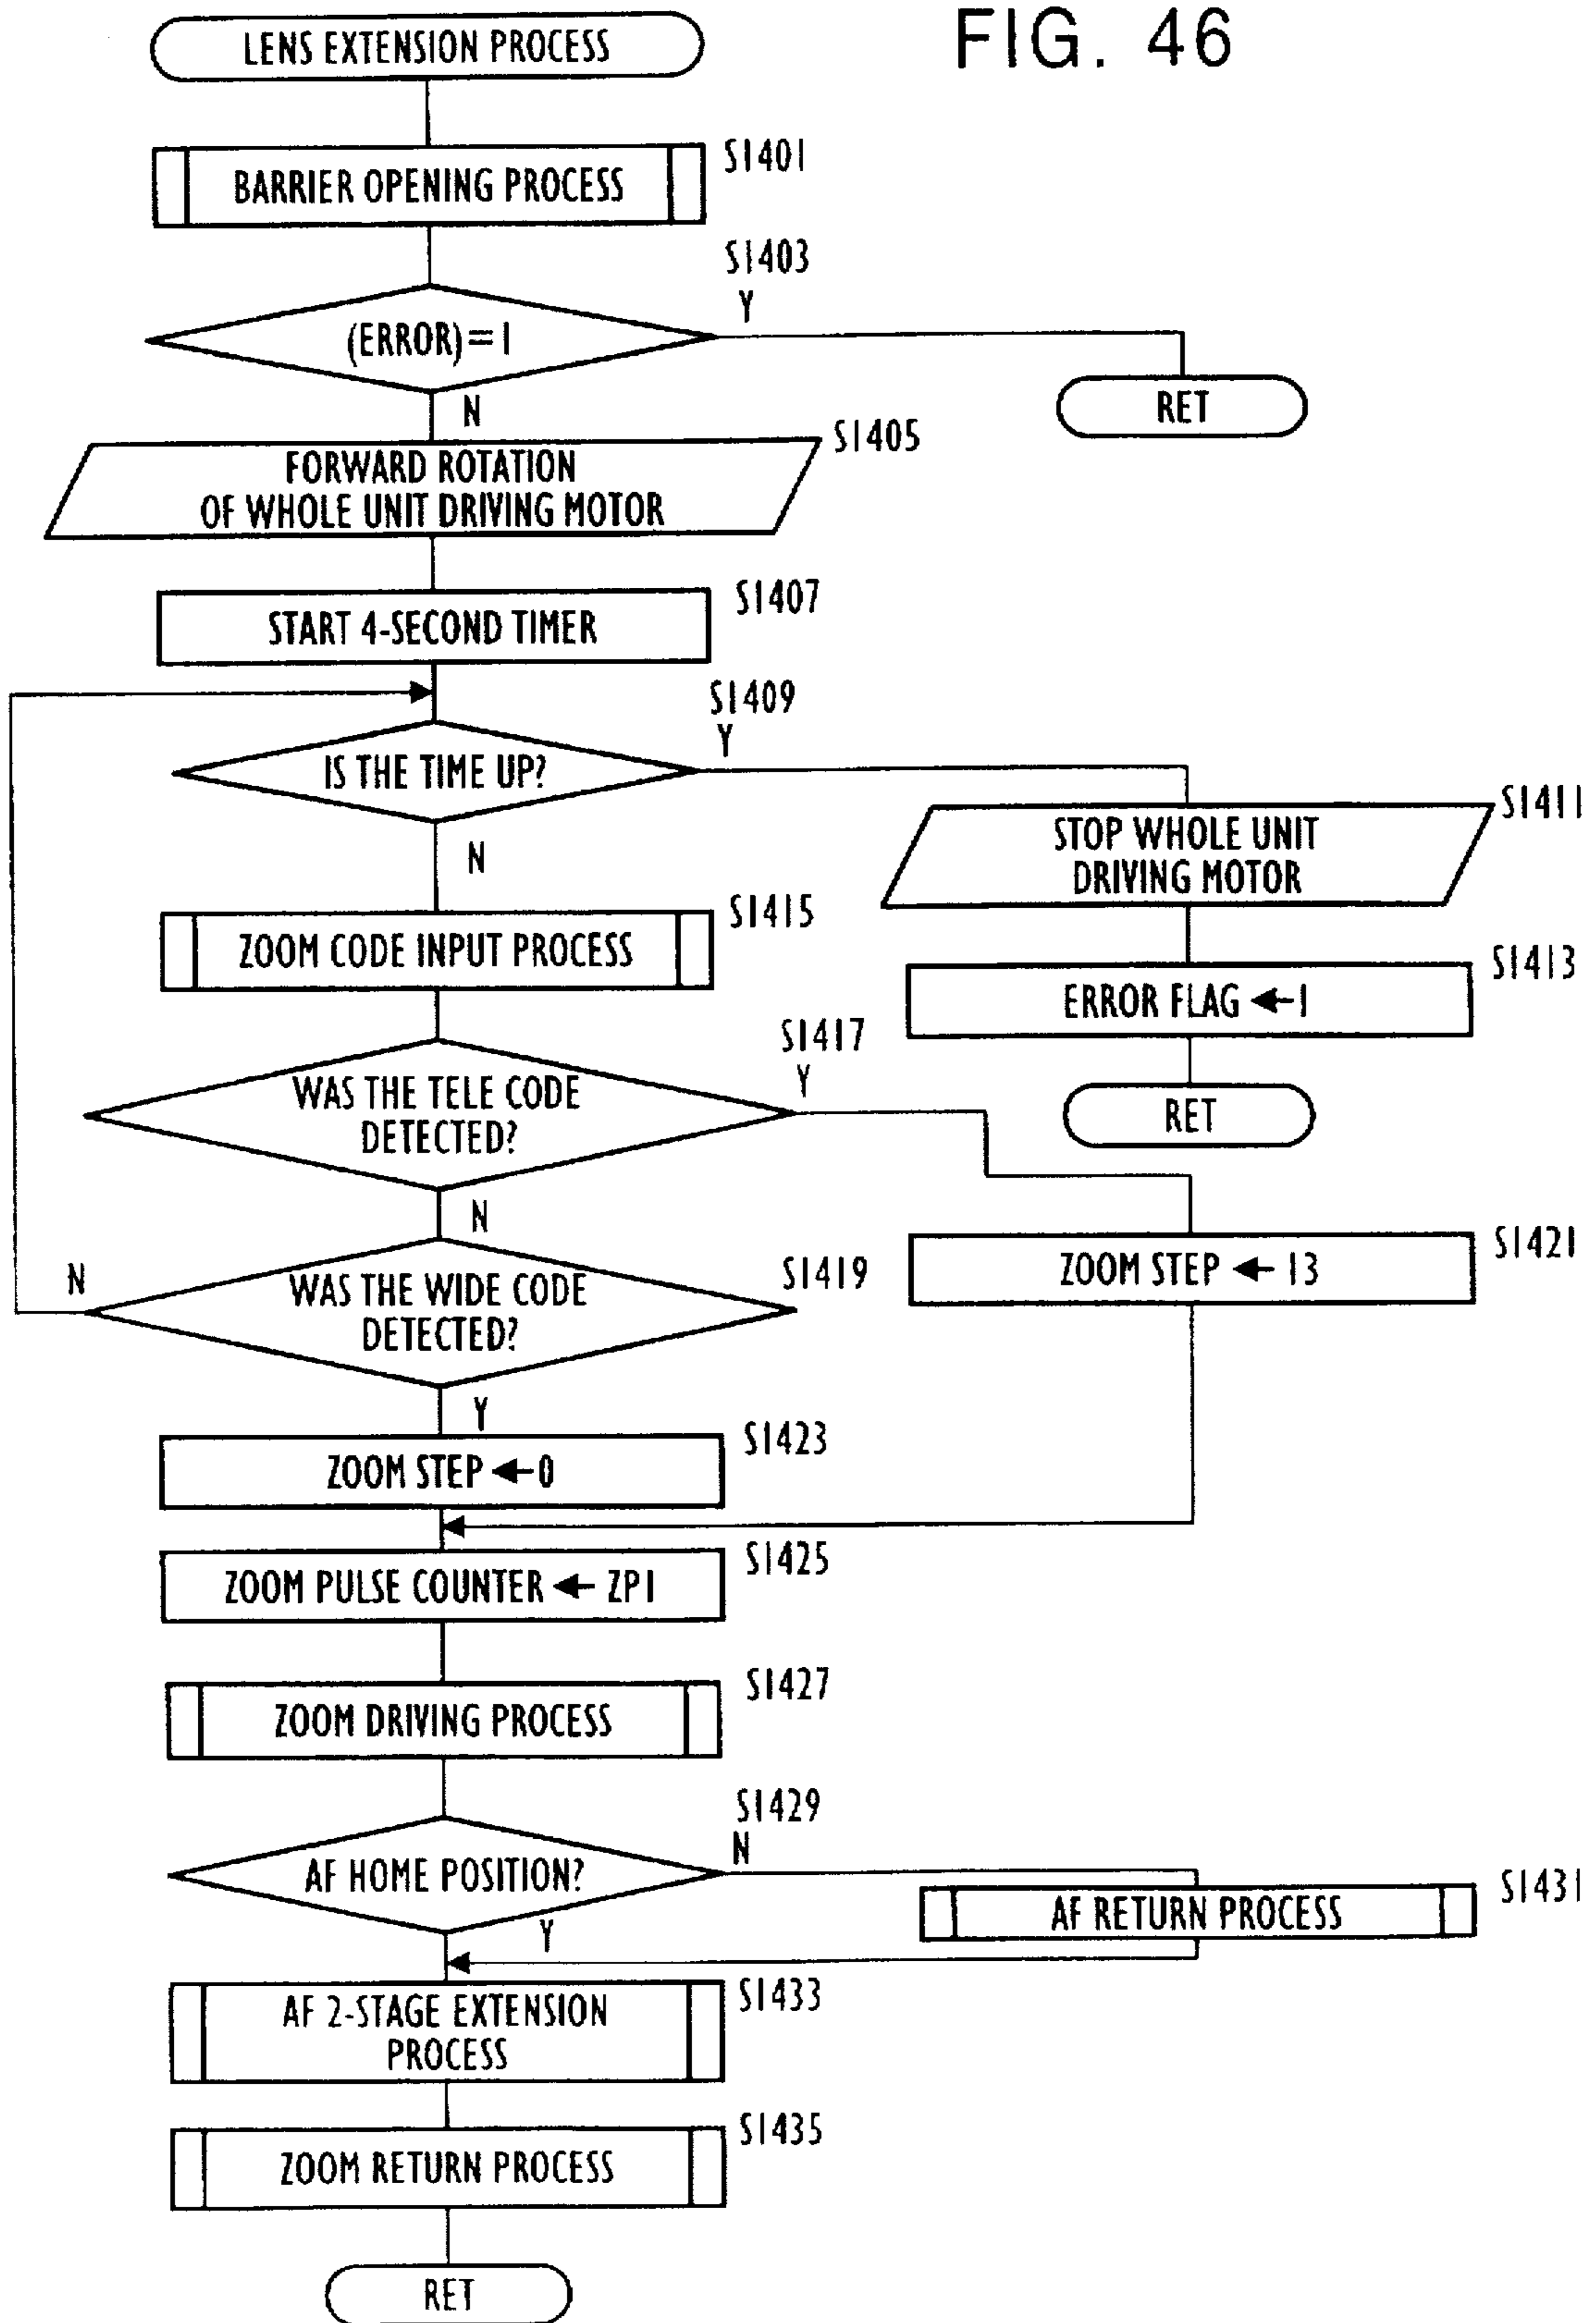 FIG. 46
LENS EXTENSION PROCESS
S1401
BARRIER OPENING PROCESS
S1403
Y
(ERROR)=1
RET
N
S1405
FORWARD ROTATION
OF WHOLE UNIT DRIVING MOTOR
S1407
START 4-SECOND TIMER
S1409
Y
IS THE TIME UP?
N
S1411
STOP WHOLE UNIT
DRIVING MOTOR
S1415
ZOOM CODE INPUT PROCESS
S1413
ERROR FLAG ←1
RET
S1417
Y
WAS THE TELE CODE
DETECTED?
N
S1421
ZOOM STEP ← 13
S1419
N
WAS THE WIDE CODE
DETECTED?
Y
S1423
ZOOM STEP ←0
S1425
ZOOM PULSE COUNTER ← ZP1
S1427
ZOOM DRIVING PROCESS
S1429
N
AF HOME POSITION?
Y
S1431
AF RETURN PROCESS
S1433
AF 2-STAGE EXTENSION
PROCESS
S1435
ZOOM RETURN PROCESS
RET